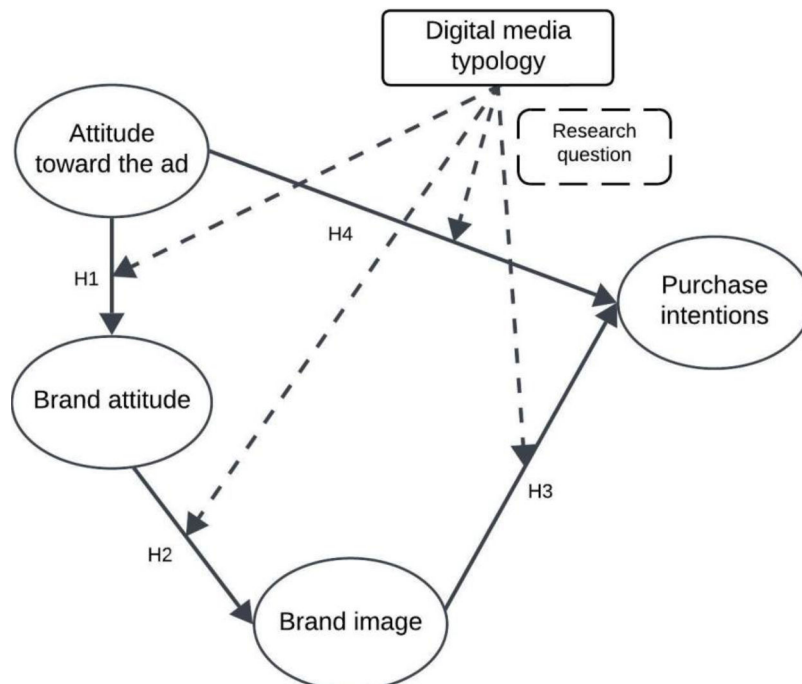 Digital media
typology
Research
question
Attitude
toward the ad
H4
H1
Purchase
intentions
Brand attitude
H3
H2
Brand image